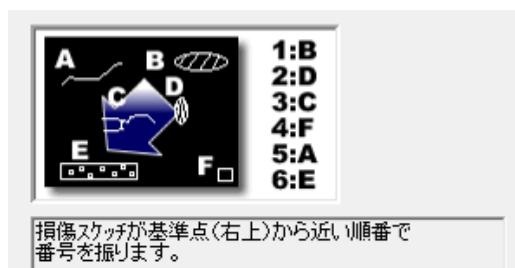 A
B
D
C
E
F
1:B
2:D
3:C
4:F
5:A
6:E
損傷スケッチが基準点(右上)から近い順番で
番号を振ります。